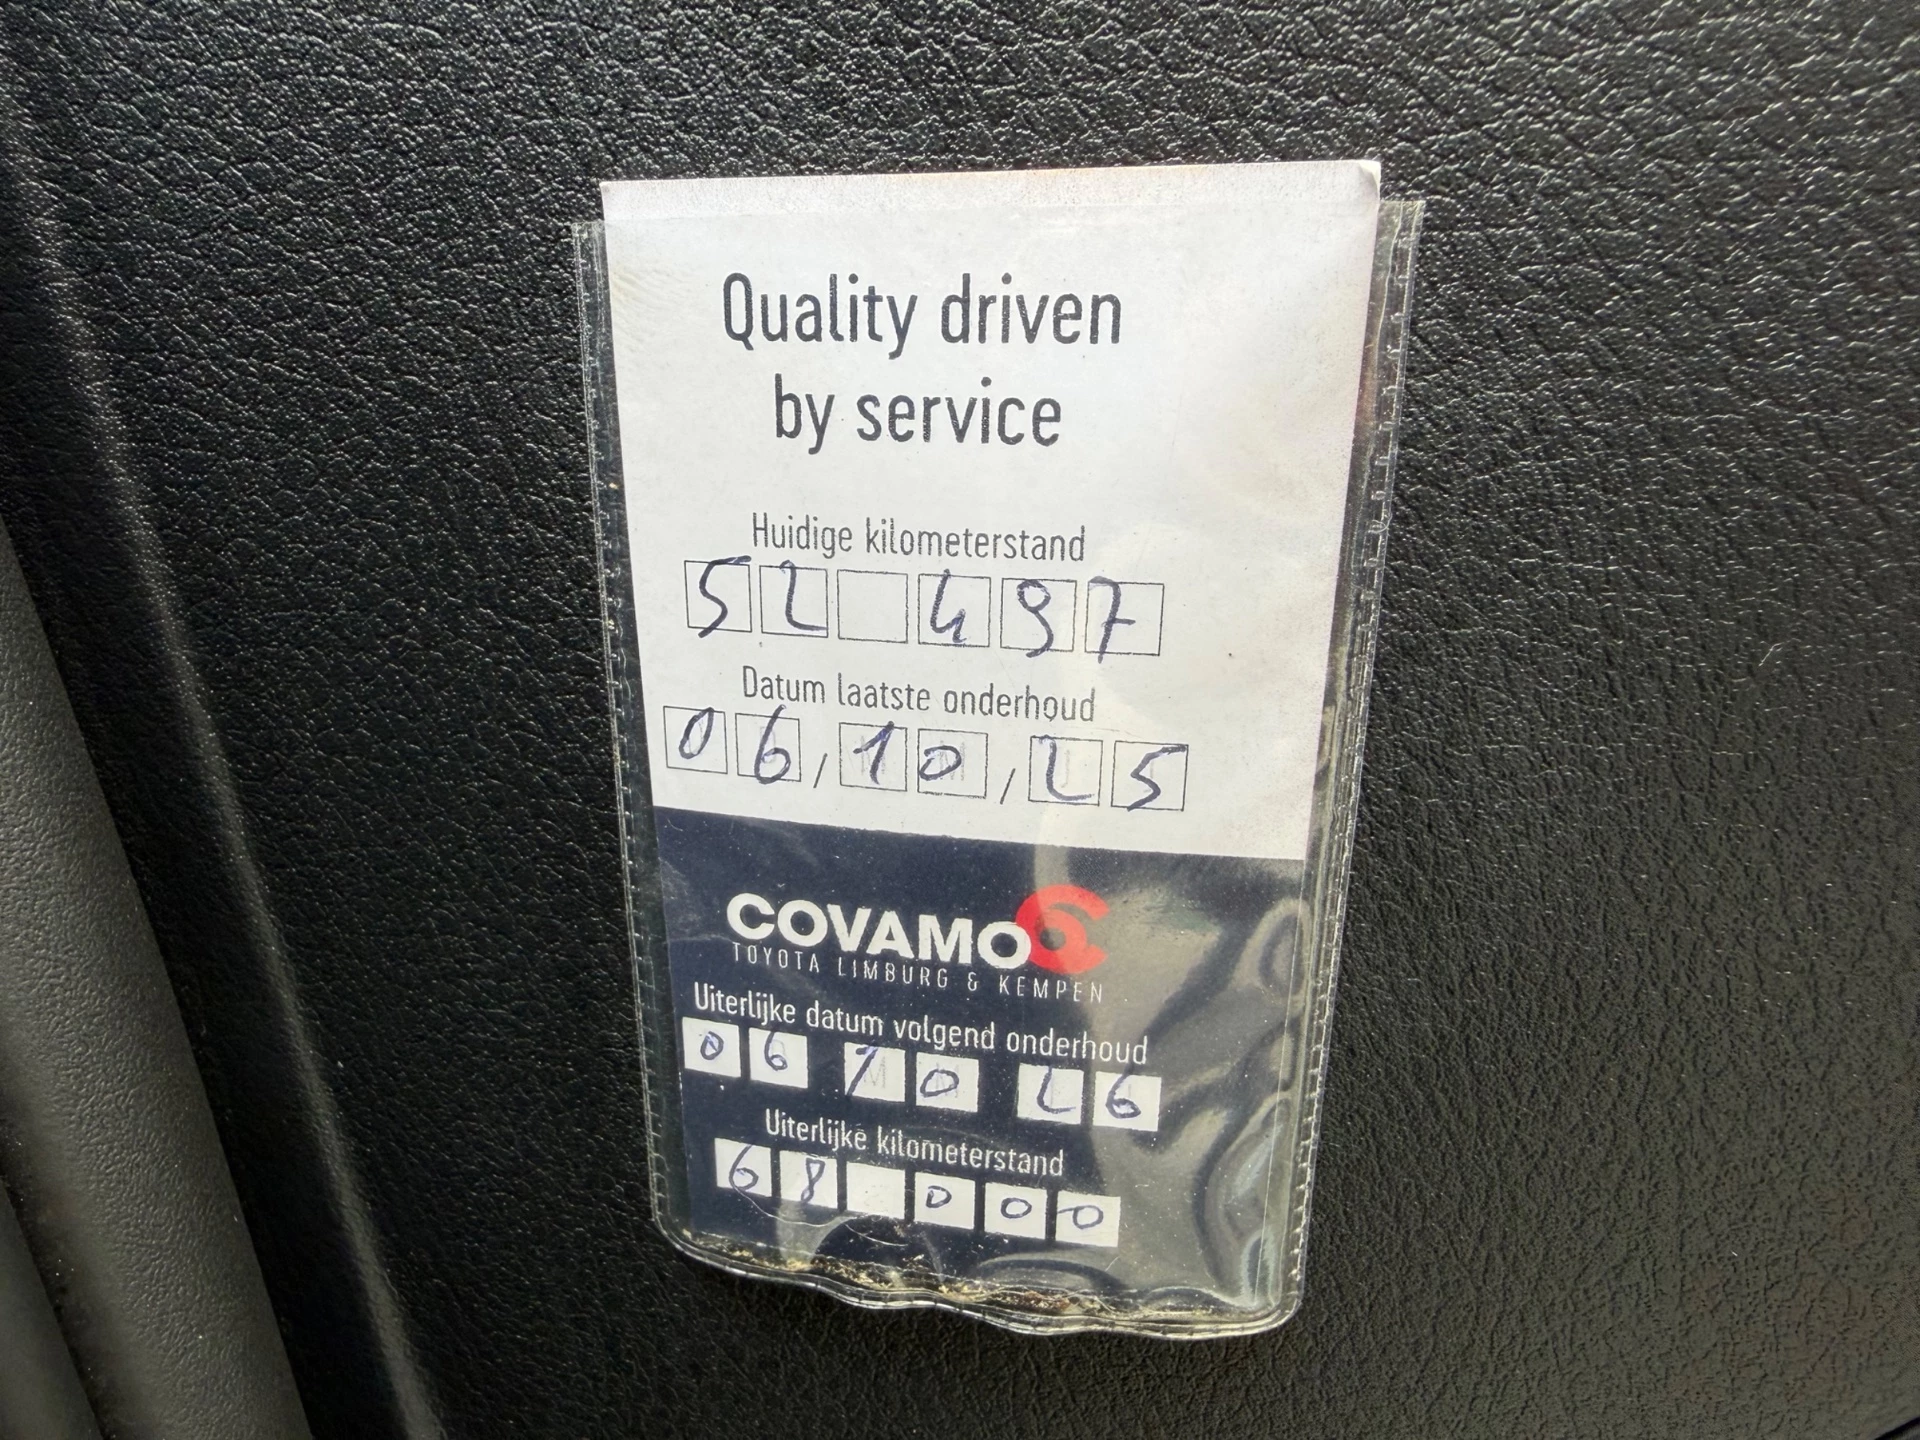 Quality driven
by service
Huidige kilometerstand
52 497
Datum laatste onderhoud
06/10/25
COVAMO
TOYOTA LIMBURG & KEMPEN
Uiterlijke datum volgend onderhoud
06 10 26
Uiterlijke kilometerstand
68 000